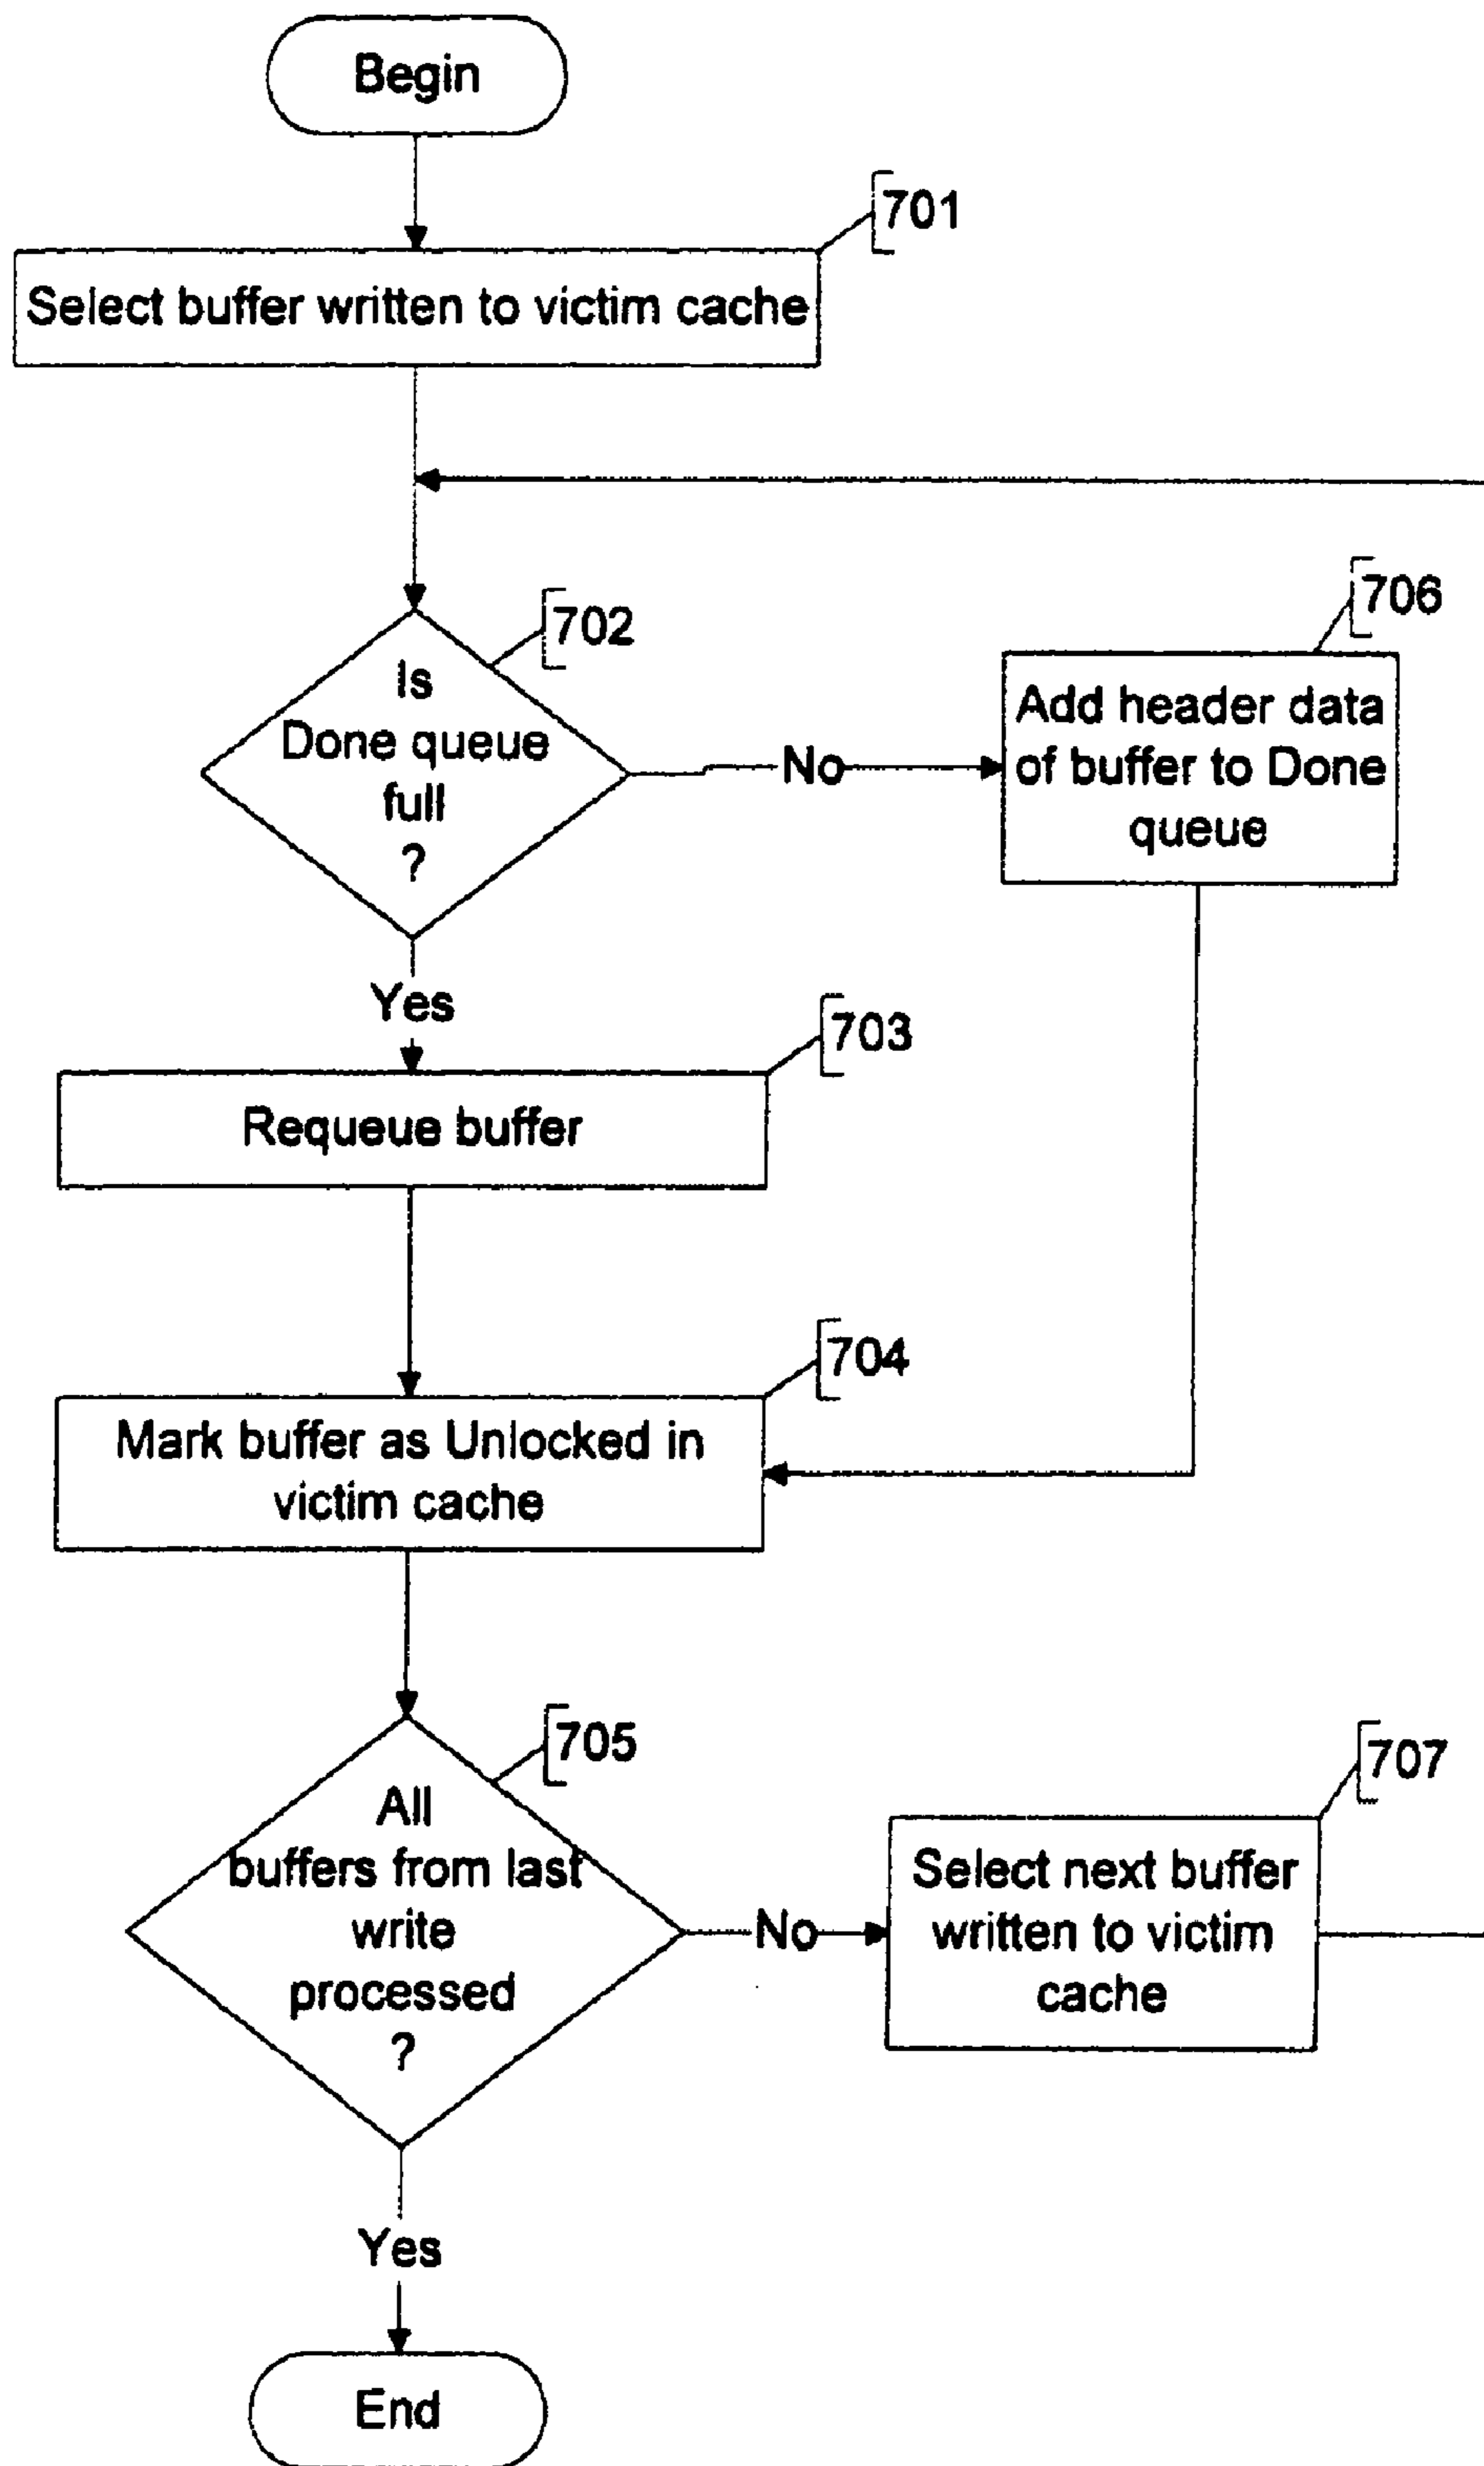 Begin
701
Select buffer written to victim cache
702
Is
Done queue
full
?
No
706
Add header data
of buffer to Done
queue
Yes
703
Requeue buffer
704
Mark buffer as Unlocked in
victim cache
705
All
buffers from last
write
processed
?
No
707
Select next buffer
written to victim
cache
Yes
End